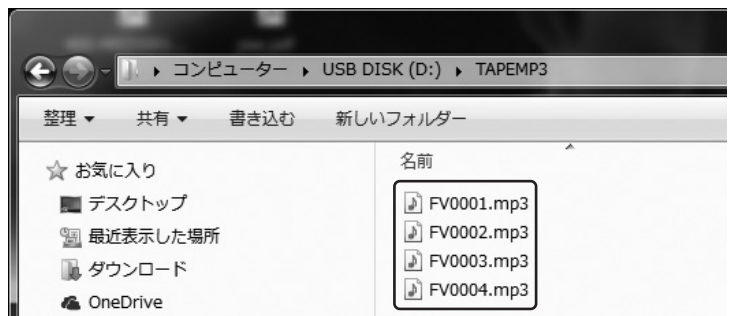 コンピューター ▸ USB DISK (D:) ▸ TAPEMP3
整理 ▼ 共有 ▼ 書き込む 新しいフォルダー
お気に入り
デスクトップ
最近表示した場所
ダウンロード
OneDrive
名前
FV0001.mp3
FV0002.mp3
FV0003.mp3
FV0004.mp3